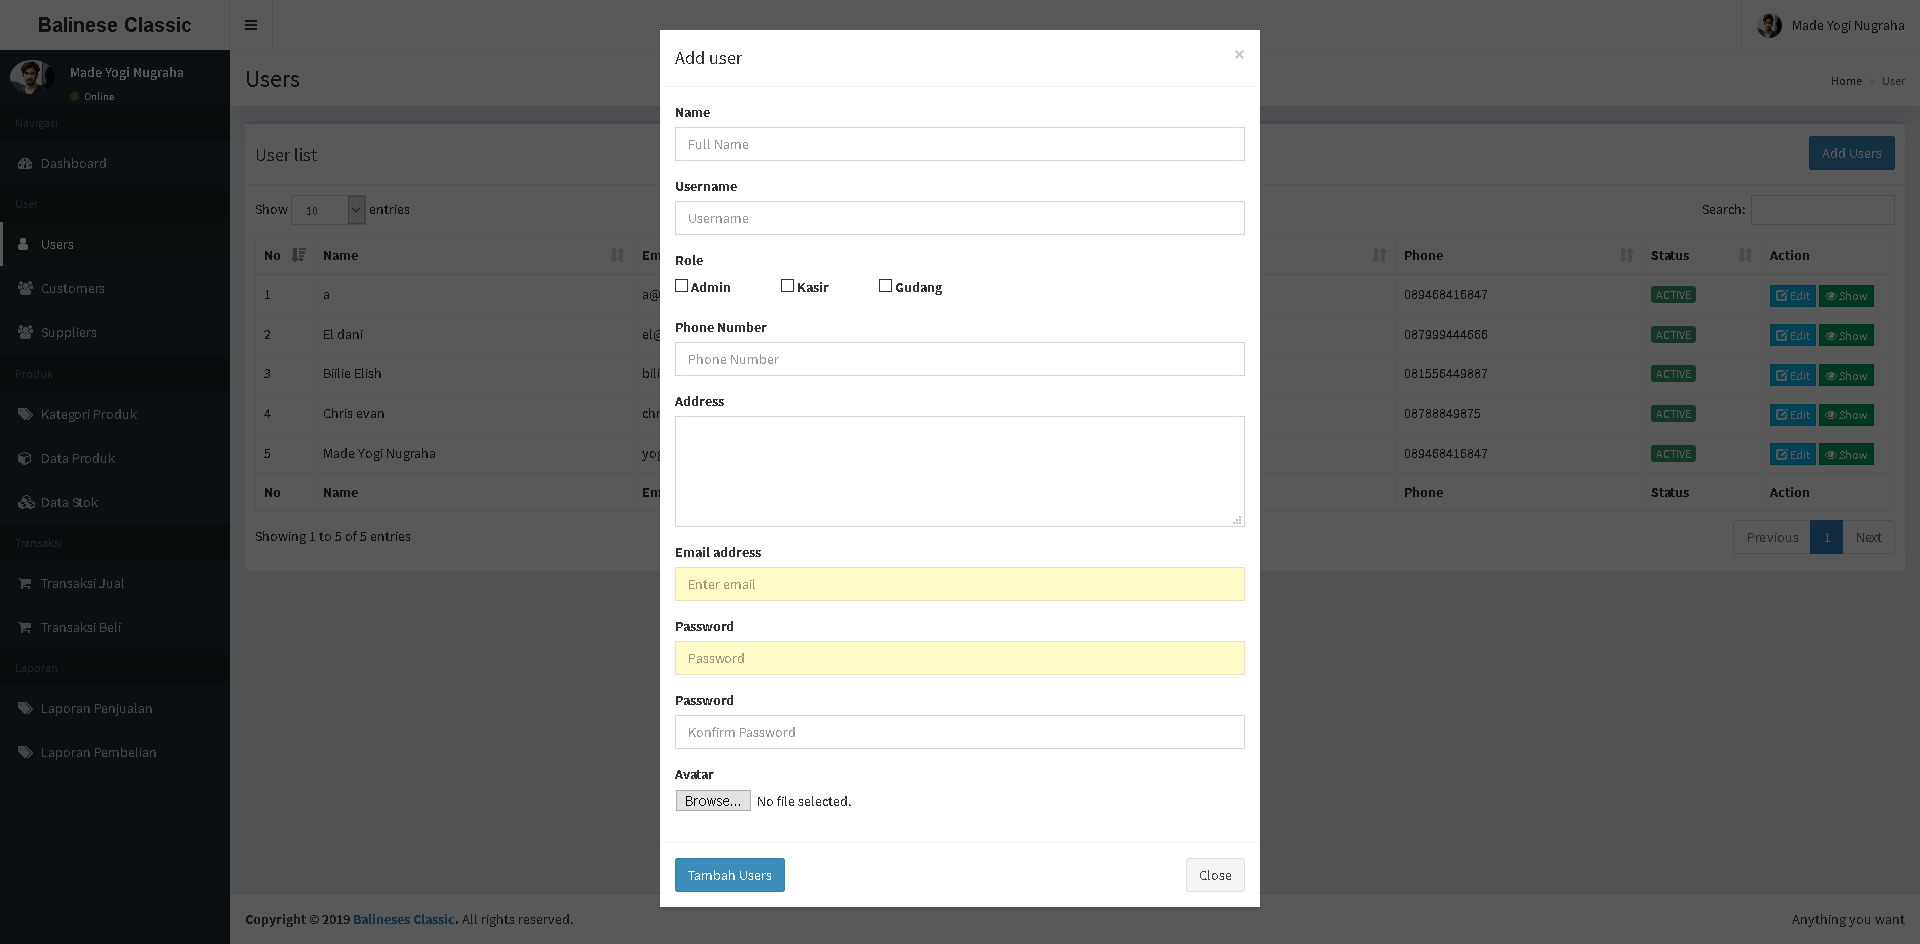 Balinese Classic
Made Yogi Nugraha
Made Yogi Nugraha
Online
Navigasi
Dashboard
User
Users
Customers
Suppliers
Produk
Kategori Produk
Data Produk
Data Stok
Transaksi
Transaksi Jual
Transaksi Beli
Laporan
Laporan Penjualan
Laporan Pembelian
Users
Home > User
User list
Add Users
Show 10 entries
Search:
No Name Em Phone Status Action
1 a a@ 089468416847 ACTIVE Edit Show
2 El dani el@ 087999444666 ACTIVE Edit Show
3 Biilie Elish bili 081556449887 ACTIVE Edit Show
4 Chris evan chr 08788849875 ACTIVE Edit Show
5 Made Yogi Nugraha yog 089468416847 ACTIVE Edit Show
No Name Em Phone Status Action
Showing 1 to 5 of 5 entries
Previous 1 Next
Add user
×
Name
Full Name
Username
Username
Role
Admin Kasir Gudang
Phone Number
Phone Number
Address
Email address
Enter email
Password
Password
Password
Konfirm Password
Avatar
Browse... No file selected.
Tambah Users
Close
Copyright © 2019 Balineses Classic. All rights reserved.
Anything you want